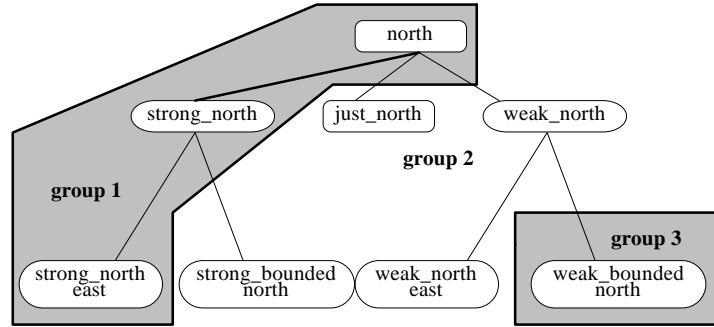 north
strong_north
just_north
weak_north
group 2
group 1
group 3
strong_north
east
strong_bounded
north
weak_north
east
weak_bounded
north